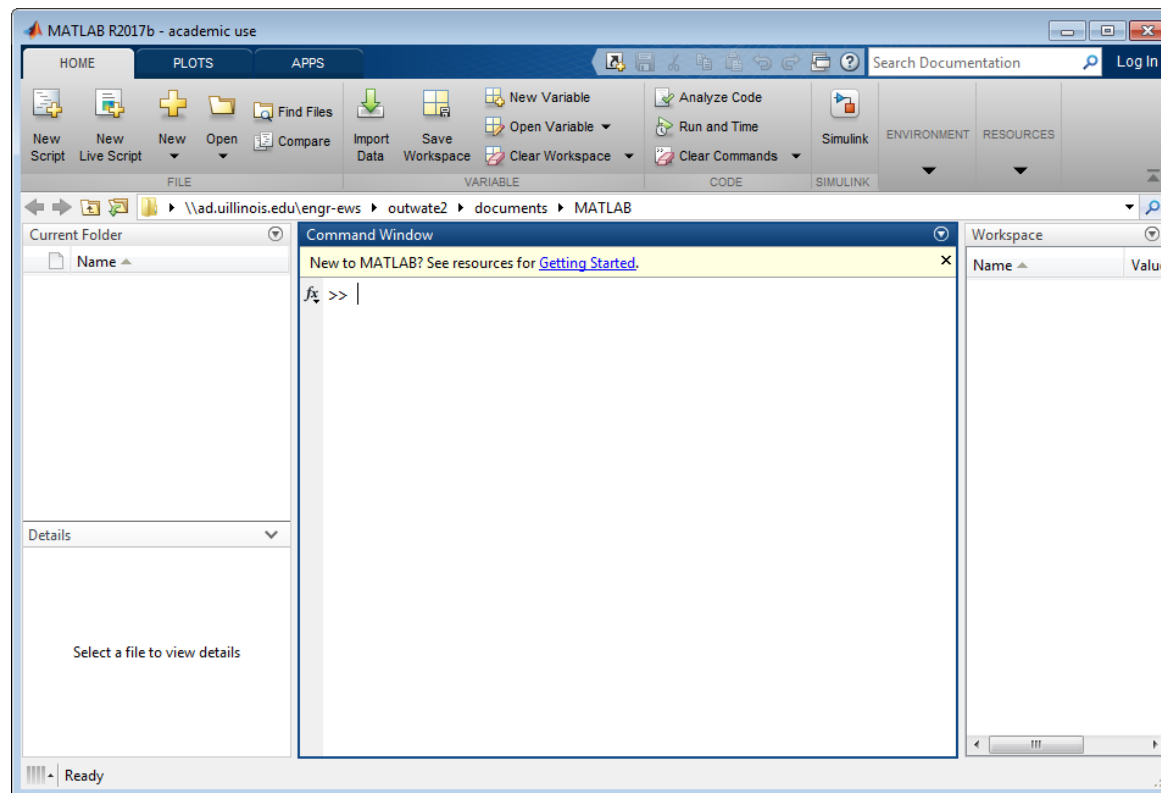 MATLAB R2017b - academic use
HOME PLOTS APPS
Search Documentation
Log In
New Script
New Live Script
New
Open
Find Files
Compare
FILE
Import Data
Save Workspace
New Variable
Open Variable
Clear Workspace
VARIABLE
Analyze Code
Run and Time
Clear Commands
CODE
Simulink
SIMULINK
ENVIRONMENT
RESOURCES
\\ad.uillinois.edu\engr-ews outwate2 documents MATLAB
Current Folder
Name
Details
Select a file to view details
Command Window
New to MATLAB? See resources for Getting Started.
fx >>
Workspace
Name Valu
Ready